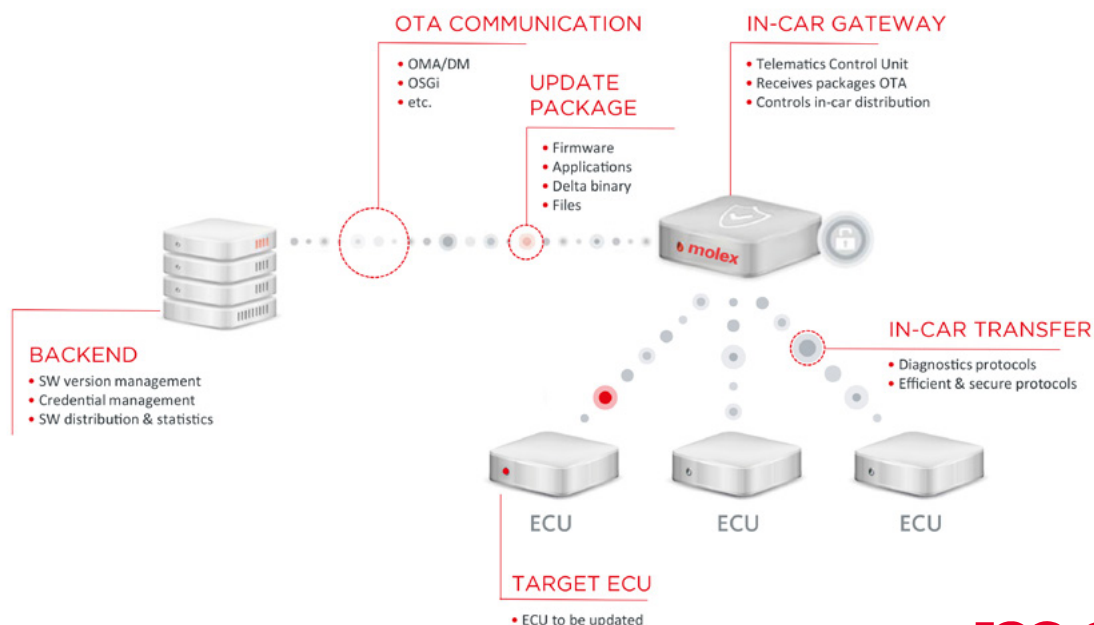 OTA COMMUNICATION
• OMA/DM
• OSGi
• etc.
UPDATE
PACKAGE
• Firmware
• Applications
• Delta binary
• Files
IN-CAR GATEWAY
• Telematics Control Unit
• Receives packages OTA
• Controls in-car distribution
molex
BACKEND
• SW version management
• Credential management
• SW distribution & statistics
IN-CAR TRANSFER
• Diagnostics protocols
• Efficient & secure protocols
ECU
ECU
ECU
TARGET ECU
• ECU to be updated